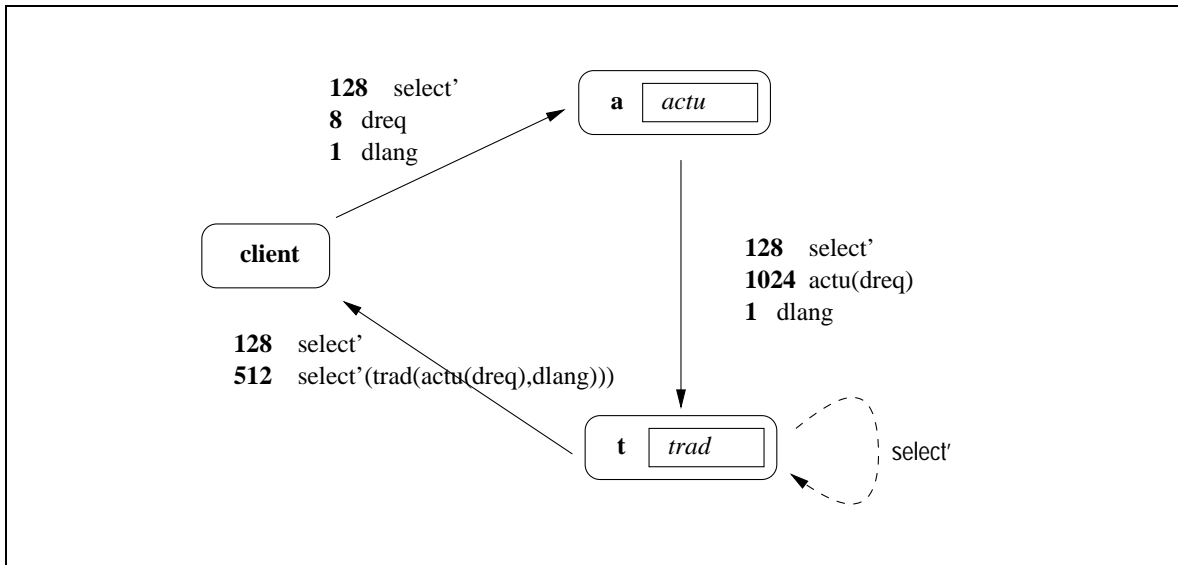 128 select’
8 dreq
1 dlang
a actu
client
128 select’
1024 actu(dreq)
1 dlang
128 select’
512 select’(trad(actu(dreq),dlang)))
t trad
select′